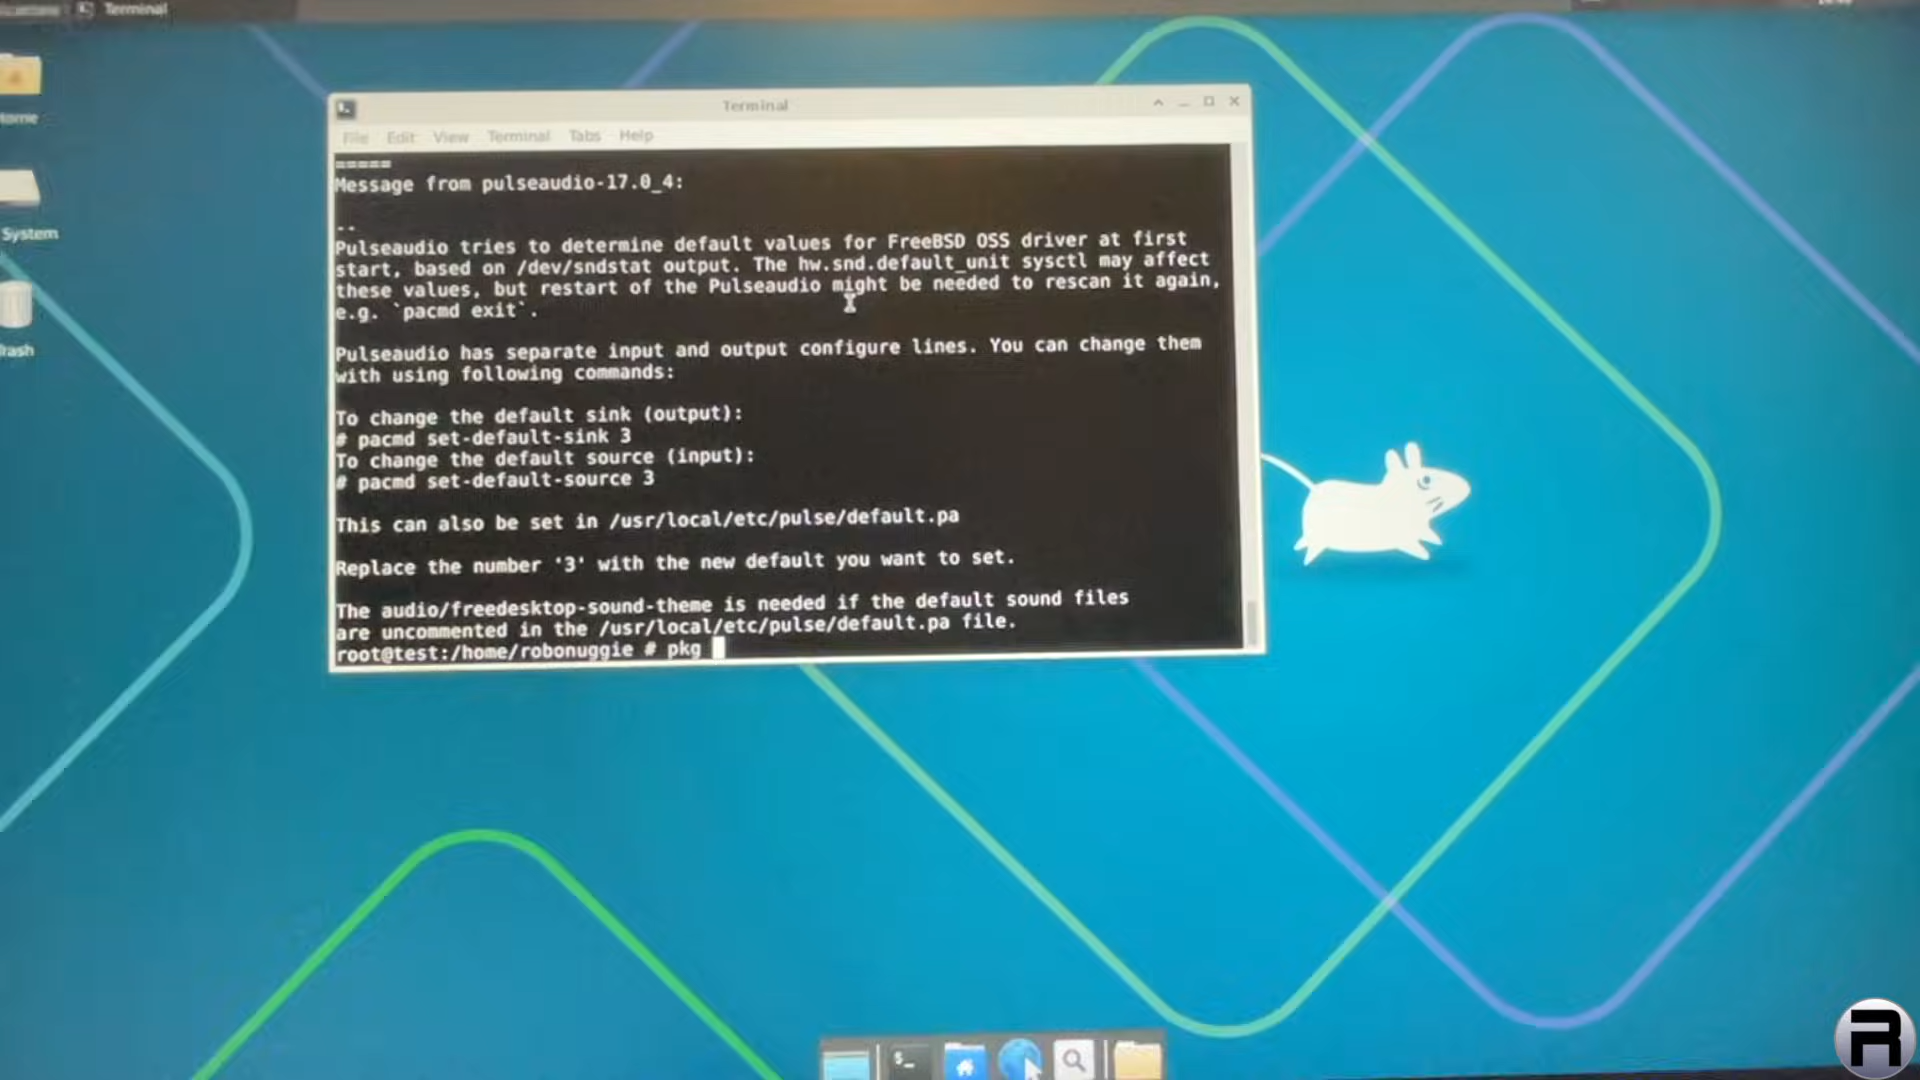 Terminal
Terminal
File Edit View Terminal Tabs Help
Home
System
Trash
=====
Message from pulseaudio-17.0_4:
--
Pulseaudio tries to determine default values for FreeBSD OSS driver at first
start, based on /dev/sndstat output. The hw.snd.default_unit sysctl may affect
these values, but restart of the Pulseaudio might be needed to rescan it again,
e.g. `pacmd exit`.
Pulseaudio has separate input and output configure lines. You can change them
with using following commands:
To change the default sink (output):
# pacmd set-default-sink 3
To change the default source (input):
# pacmd set-default-source 3
This can also be set in /usr/local/etc/pulse/default.pa
Replace the number '3' with the new default you want to set.
The audio/freedesktop-sound-theme is needed if the default sound files
are uncommented in the /usr/local/etc/pulse/default.pa file.
root@test:/home/robonuggie # pkg
$_
R